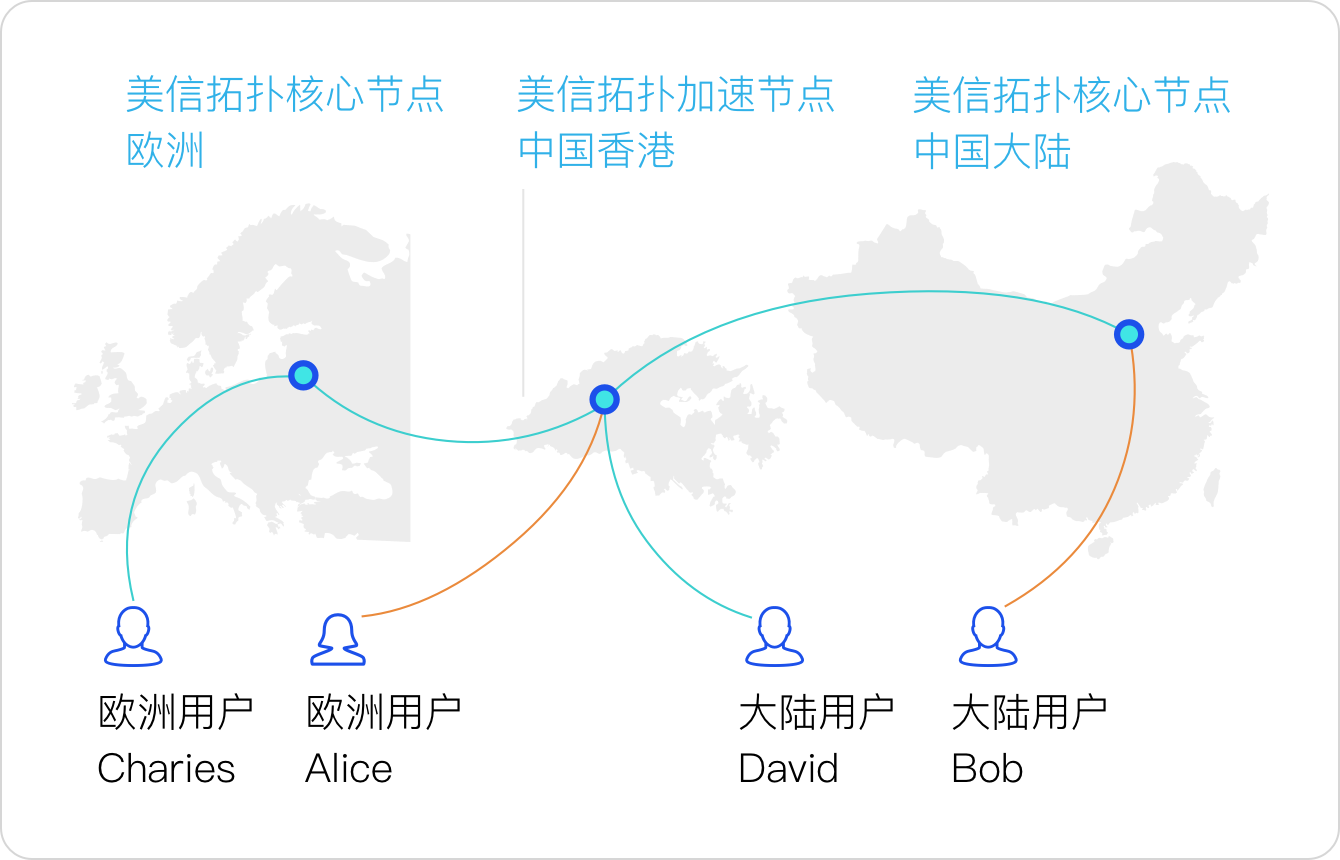 美信拓扑核心节点
欧洲
美信拓扑加速节点
中国香港
美信拓扑核心节点
中国大陆
欧洲用户
Charies
欧洲用户
Alice
大陆用户
David
大陆用户
Bob